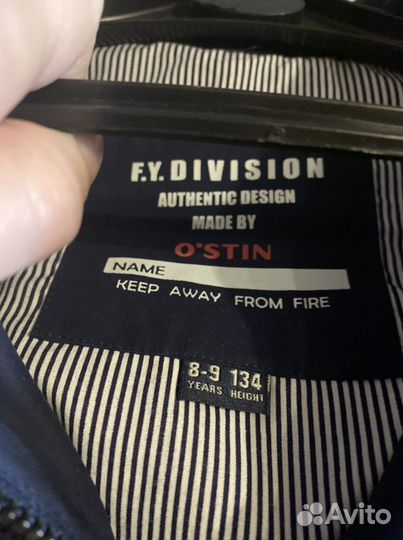 F.Y. DIVISION
AUTHENTIC DESIGN
MADE BY
O'STIN
NAME
KEEP AWAY FROM FIRE
8-9 134
YEARS HEIGHT
Avito